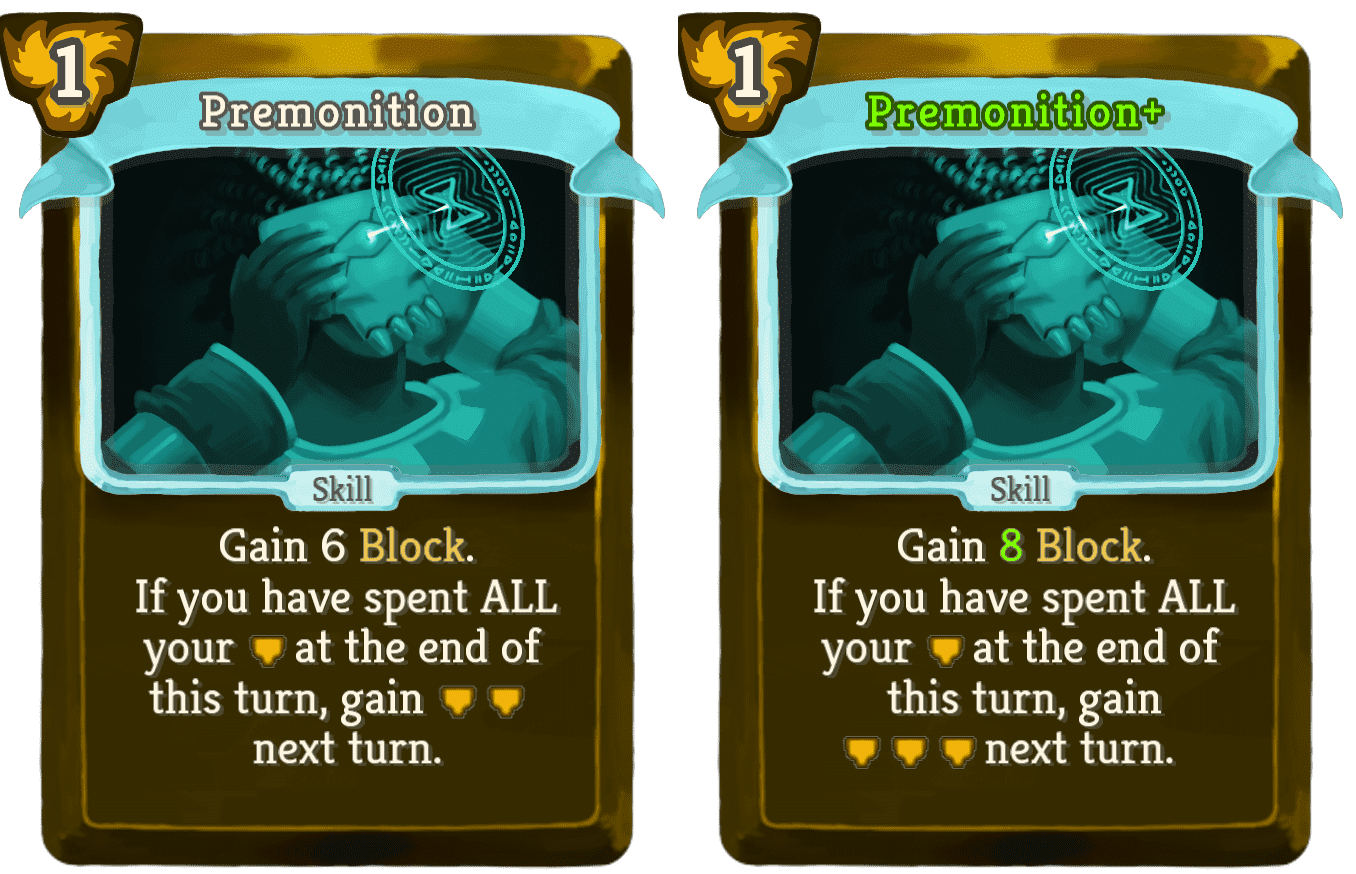 1
Premonition
Skill
Gain 6 Block.
If you have spent ALL
your at the end of
this turn, gain
next turn.
1
Premonition+
Skill
Gain 8 Block.
If you have spent ALL
your at the end of
this turn, gain
next turn.